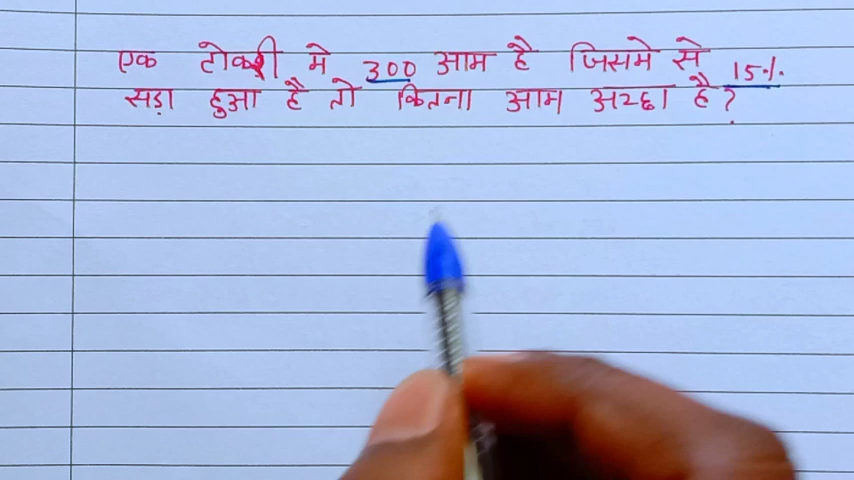 एक टोकरी मे 300 आम है जिसमे से 15%
सड़ा हुआ है तो कितना आम अच्छा है?